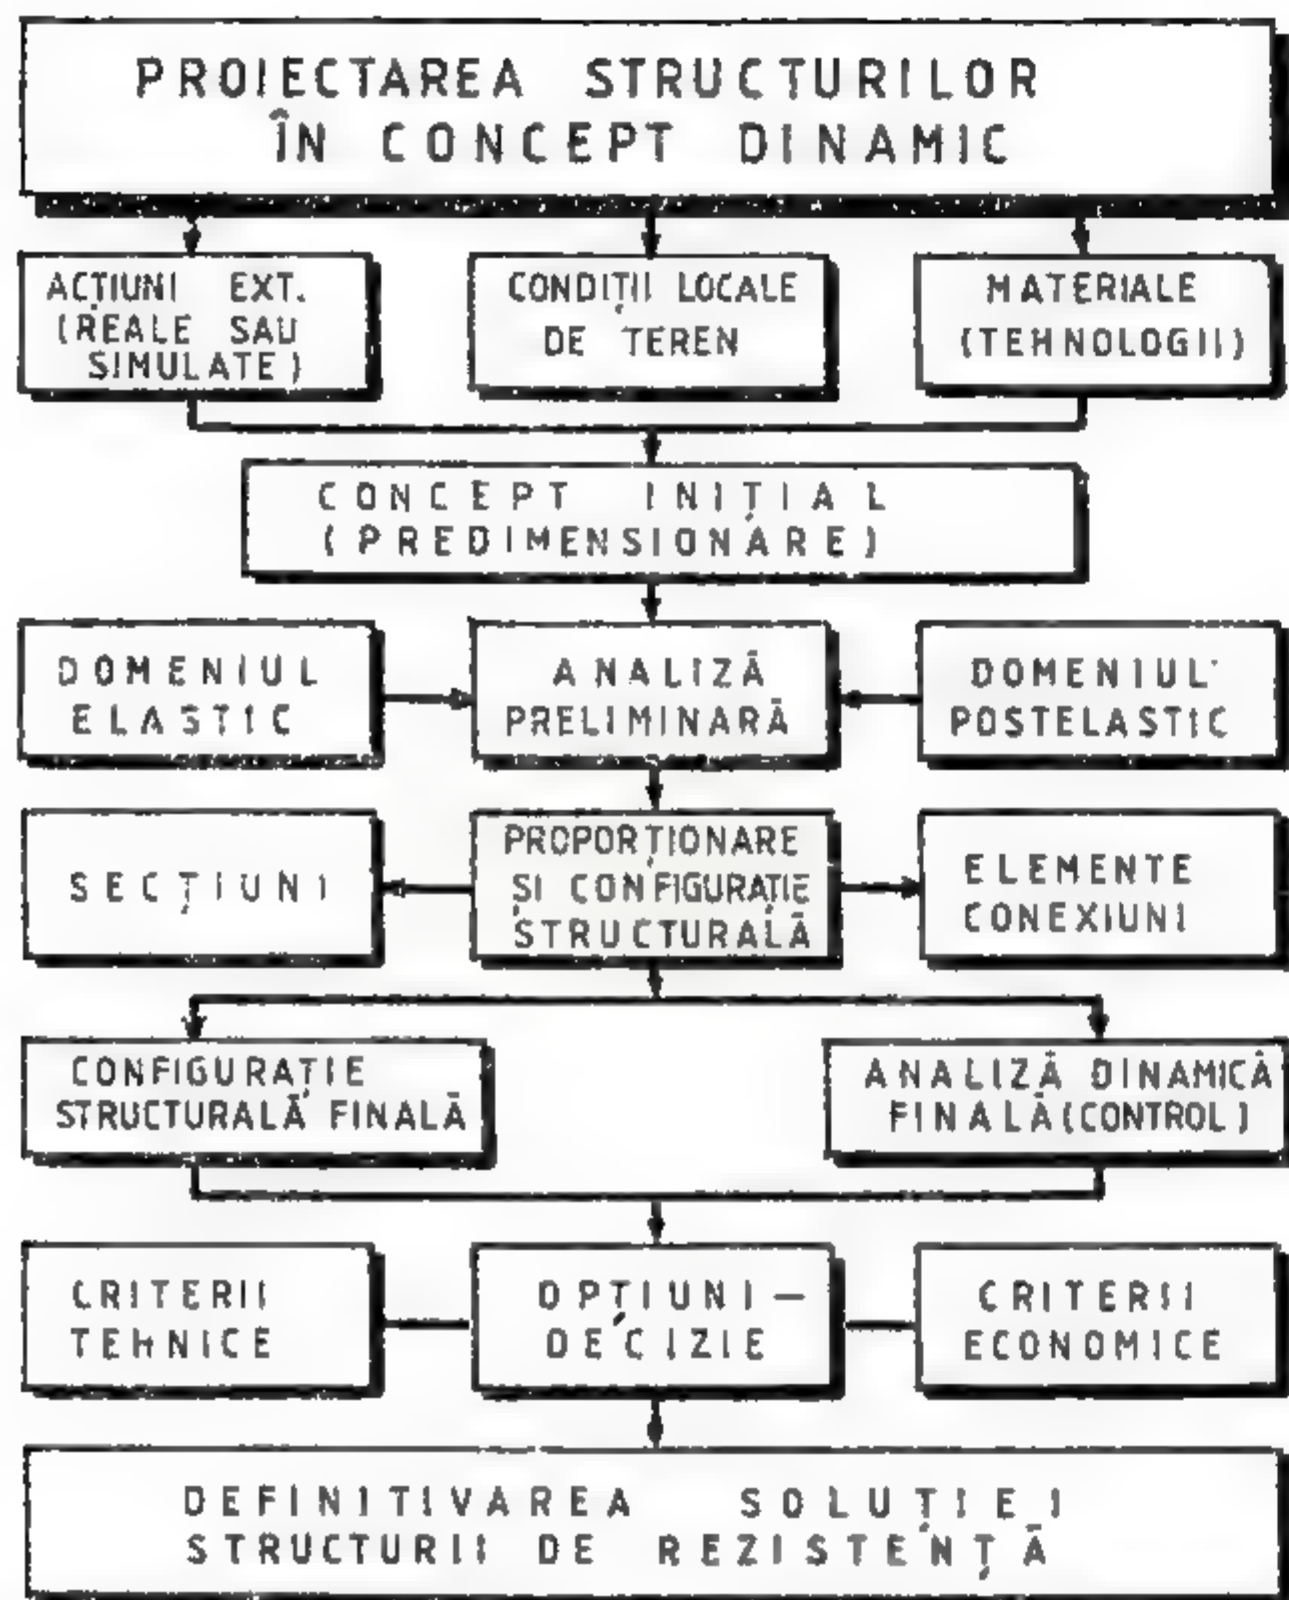 PROIECTAREA STRUCTURILOR
ÎN CONCEPT DINAMIC
ACȚIUNI EXT.
(REALE SAU
SIMULATE)
CONDIȚII LOCALE
DE TEREN
MATERIALE
(TEHNOLOGII)
CONCEPT INIȚIAL
(PREDIMENSIONARE)
DOMENIUL
ELASTIC
ANALIZĂ
PRELIMINARĂ
DOMENIUL
POSTELASTIC
SECȚIUNI
PROPORȚIONARE
ȘI CONFIGURAȚIE
STRUCTURALĂ
ELEMENTE
CONEXIUNI
CONFIGURAȚIE
STRUCTURALĂ FINALĂ
ANALIZĂ DINAMICĂ
FINALĂ (CONTROL)
CRITERII
TEHNICE
OPȚIUNI –
DECIZIE
CRITERII
ECONOMICE
DEFINITIVAREA SOLUȚIEI
STRUCTURII DE REZISTENȚĂ